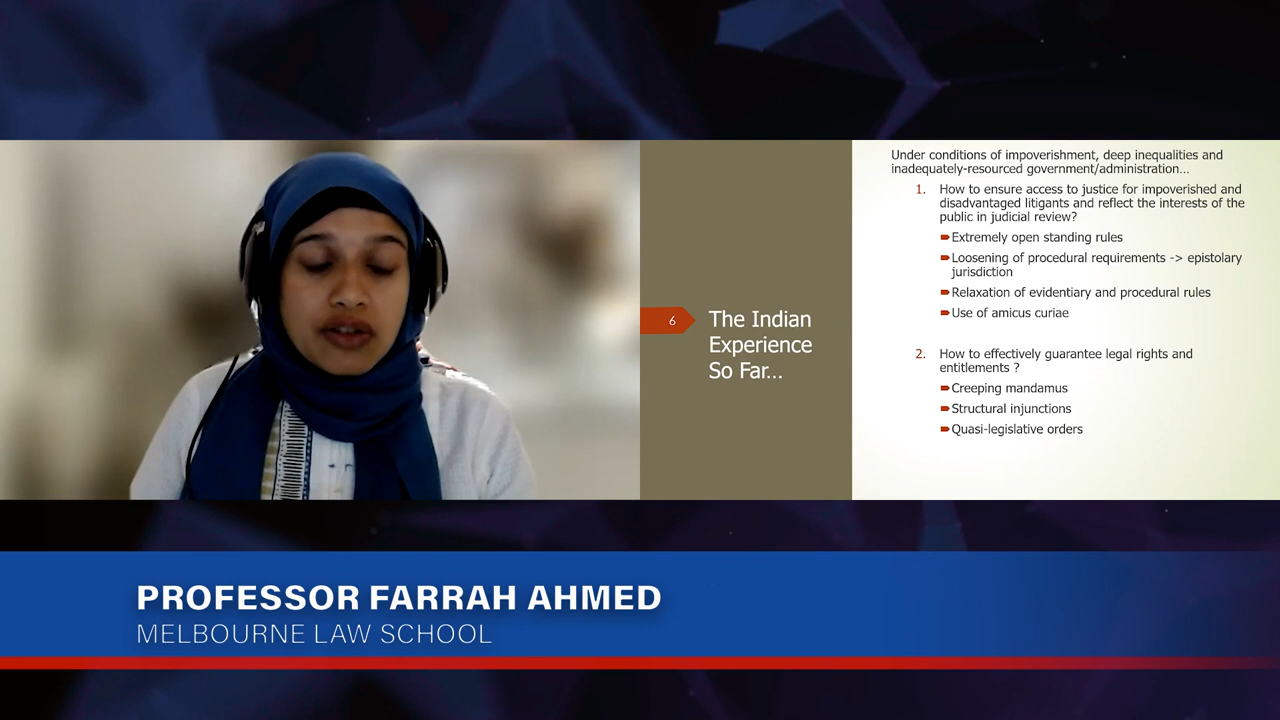 6
The Indian
Experience
So Far...
Under conditions of impoverishment, deep inequalities and
inadequately-resourced government/administration...
1. How to ensure access to justice for impoverished and
disadvantaged litigants and reflect the interests of the
public in judicial review?
Extremely open standing rules
Loosening of procedural requirements -> epistolary
jurisdiction
Relaxation of evidentiary and procedural rules
Use of amicus curiae
2. How to effectively guarantee legal rights and
entitlements ?
Creeping mandamus
Structural injunctions
Quasi-legislative orders
PROFESSOR FARRAH AHMED
MELBOURNE LAW SCHOOL